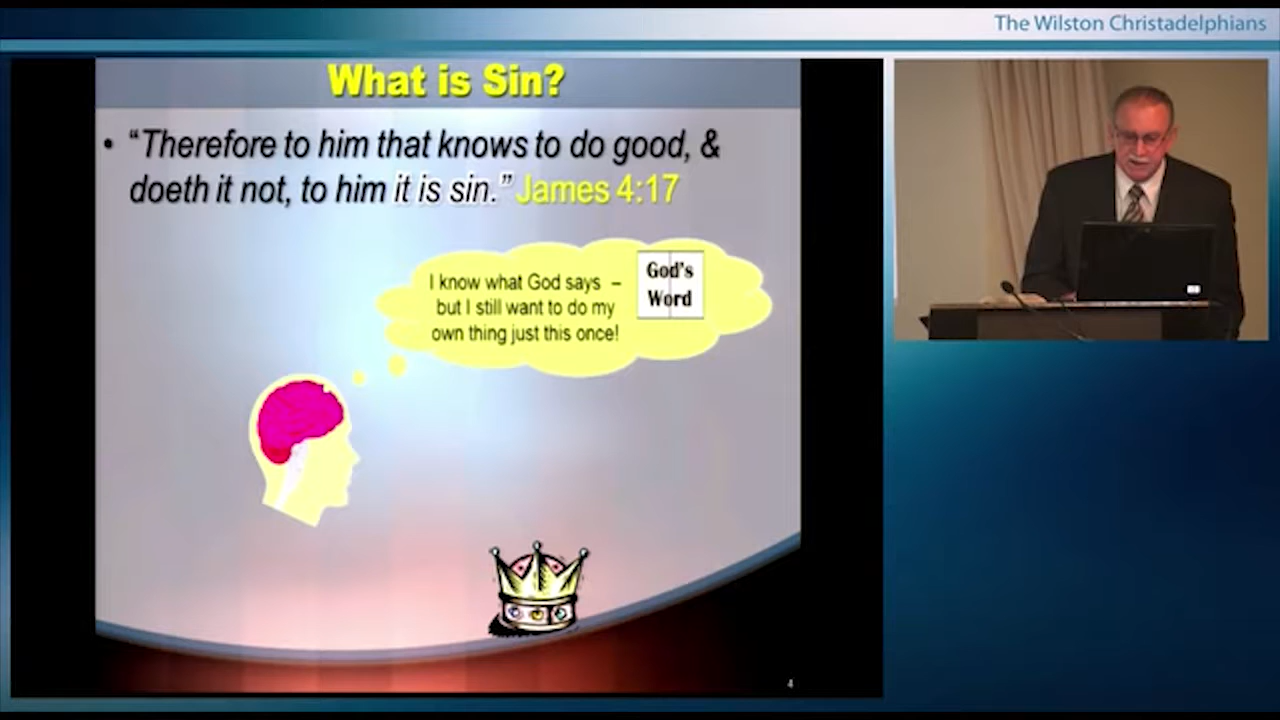 The Wilston Christadelphians
What is Sin?
• “Therefore to him that knows to do good, &
doeth it not, to him it is sin.” James 4:17
I know what God says –
but I still want to do my
own thing just this once!
God's
Word
4